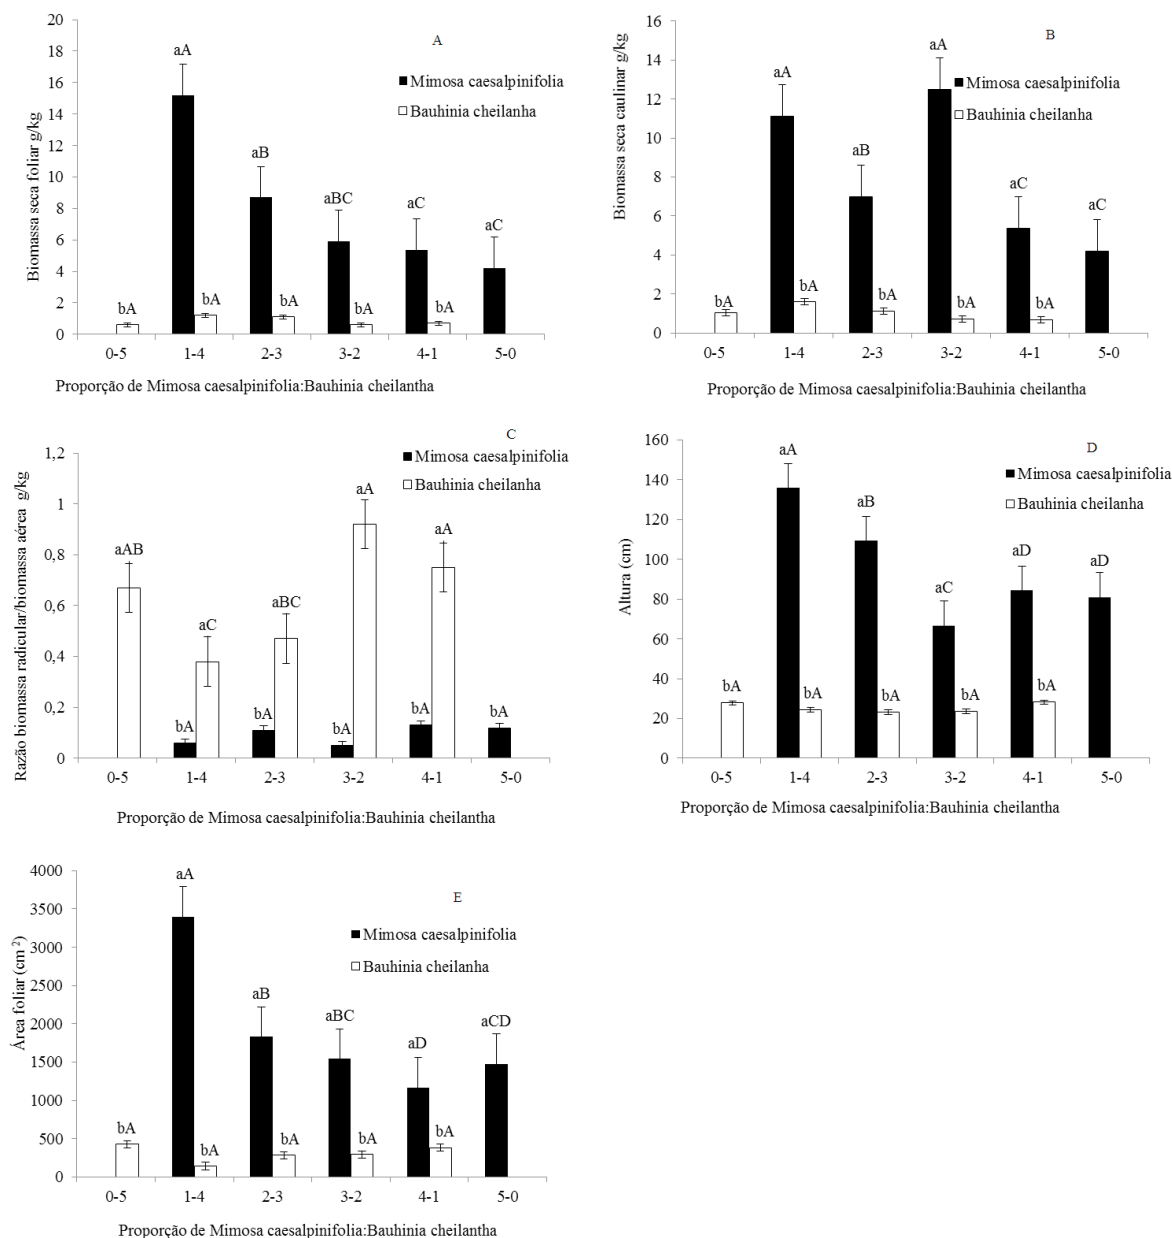 A
Biomassa seca foliar g/kg
20
18
16
14
12
10
8
6
4
2
0
Mimosa caesalpinifolia
Bauhinia cheilanha
bA
aA
bA
aB
bA
aBC
bA
aC
bA
aC
0-5 1-4 2-3 3-2 4-1 5-0
Proporção de Mimosa caesalpinifolia:Bauhinia cheilantha
B
Biomassa seca caulinar g/kg
16
14
12
10
8
6
4
2
0
Mimosa caesalpinifolia
Bauhinia cheilanha
bA
aA
bA
aB
bA
aA
bA
aC
bA
aC
0-5 1-4 2-3 3-2 4-1 5-0
Proporção de Mimosa caesalpinifolia:Bauhinia cheilantha
C
Razão biomassa radicular/biomassa aérea g/kg
1,2
1
0,8
0,6
0,4
0,2
0
Mimosa caesalpinifolia
Bauhinia cheilanha
aAB
bA
aC
bA
aBC
bA
aA
bA
aA
bA
0-5 1-4 2-3 3-2 4-1 5-0
Proporção de Mimosa caesalpinifolia:Bauhinia cheilantha
D
Altura (cm)
160
140
120
100
80
60
40
20
0
Mimosa caesalpinifolia
Bauhinia cheilanha
bA
aA
bA
aB
bA
aC
bA
aD
bA
aD
0-5 1-4 2-3 3-2 4-1 5-0
Proporção de Mimosa caesalpinifolia:Bauhinia cheilantha
E
Área foliar (cm²)
4000
3500
3000
2500
2000
1500
1000
500
0
Mimosa caesalpinifolia
Bauhinia cheilanha
bA
aA
bA
aB
bA
aBC
bA
aD
bA
aCD
0-5 1-4 2-3 3-2 4-1 5-0
Proporção de Mimosa caesalpinifolia:Bauhinia cheilantha